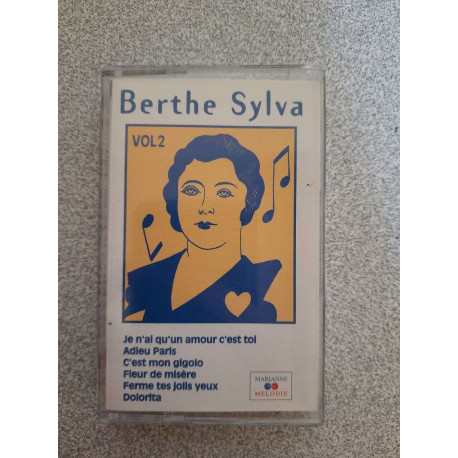 Berthe Sylva
VOL 2
Je n'ai qu'un amour c'est toi
Adieu Paris
C'est mon gigolo
Fleur de misère
Ferme tes jolis yeux
Dolorita
MARIANNE
MELODIE